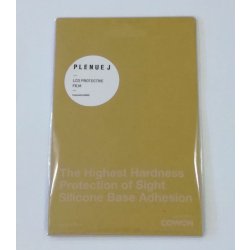 PLENUE J
LCD PROTECTIVE
FILM
The Highest Hardness
Protection of Sight
Silicone Base Adhesion
COWON